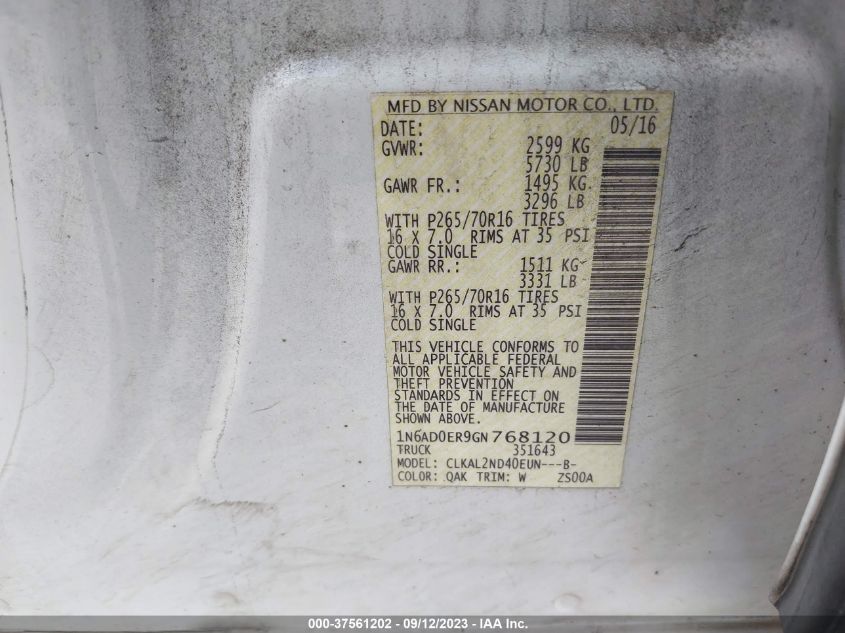 MFD BY NISSAN MOTOR CO., LTD.
DATE: 05/16
GVWR: 2599 KG
5730 LB
GAWR FR.: 1495 KG
3296 LB
WITH P265/70R16 TIRES
16 X 7.0 RIMS AT 35 PSI
COLD SINGLE
GAWR RR.: 1511 KG
3331 LB
WITH P265/70R16 TIRES
16 X 7.0 RIMS AT 35 PSI
COLD SINGLE
THIS VEHICLE CONFORMS TO
ALL APPLICABLE FEDERAL
MOTOR VEHICLE SAFETY AND
THEFT PREVENTION
STANDARDS IN EFFECT ON
THE DATE OF MANUFACTURE
SHOWN ABOVE.
1N6AD0ER9GN768120
TRUCK 351643
MODEL: CLKAL2ND40EUN---B-
COLOR: QAK TRIM: W ZS00A
000-37561202 - 09/12/2023 - IAA Inc.